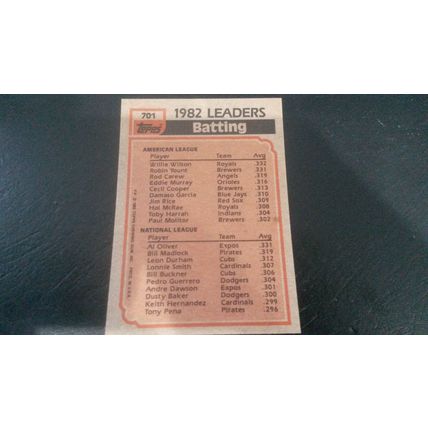 701
Topps
1982 LEADERS
Batting
AMERICAN LEAGUE
Player Team Avg
Willie Wilson Royals .332
Robin Yount Brewers .331
Rod Carew Angels .319
Eddie Murray Orioles .316
Cecil Cooper Brewers .313
Damaso Garcia Blue Jays .310
Jim Rice Red Sox .309
Hal McRae Royals .308
Toby Harrah Indians .304
Paul Molitor Brewers .302
NATIONAL LEAGUE
Player Team Avg
Al Oliver Expos .331
Bill Madlock Pirates .319
Leon Durham Cubs .312
Lonnie Smith Cardinals .307
Bill Buckner Cubs .306
Pedro Guerrero Dodgers .304
Andre Dawson Expos .301
Dusty Baker Dodgers .300
Keith Hernandez Cardinals .299
Tony Pena Pirates .296